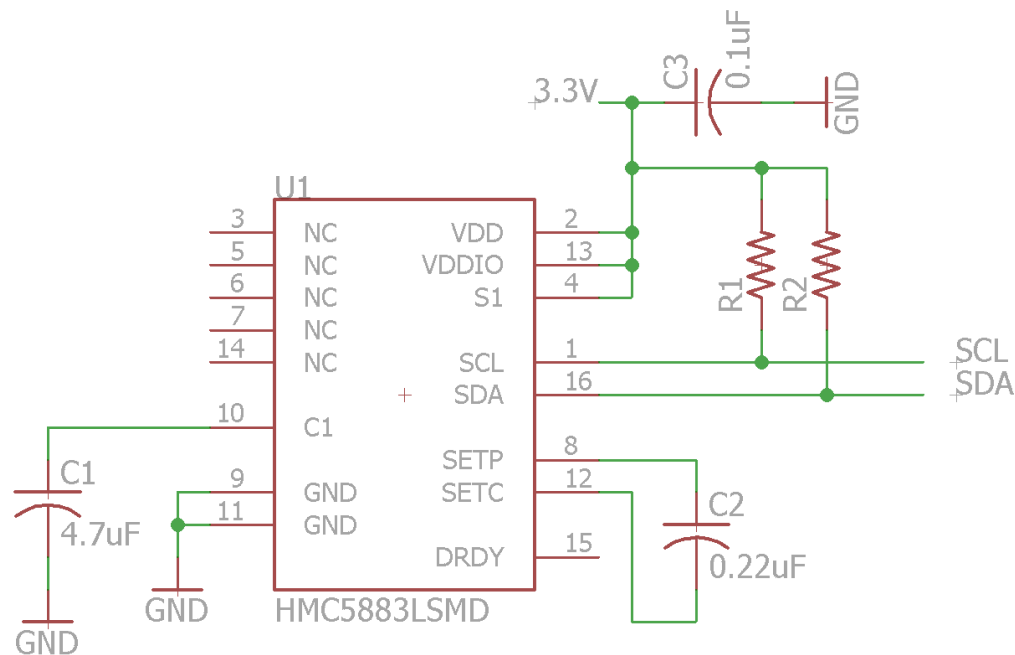 C3
0.1uF
3.3V
GND
U1
3
NC
VDD
2
5
NC
VDDIO
13
6
NC
S1
4
7
NC
14
NC
SCL
1
SDA
16
R1
R2
SCL
SDA
10
C1
SETP
8
9
GND
SETC
12
11
GND
DRDY
15
C1
4.7uF
C2
0.22uF
GND
HMC5883LSMD
GND